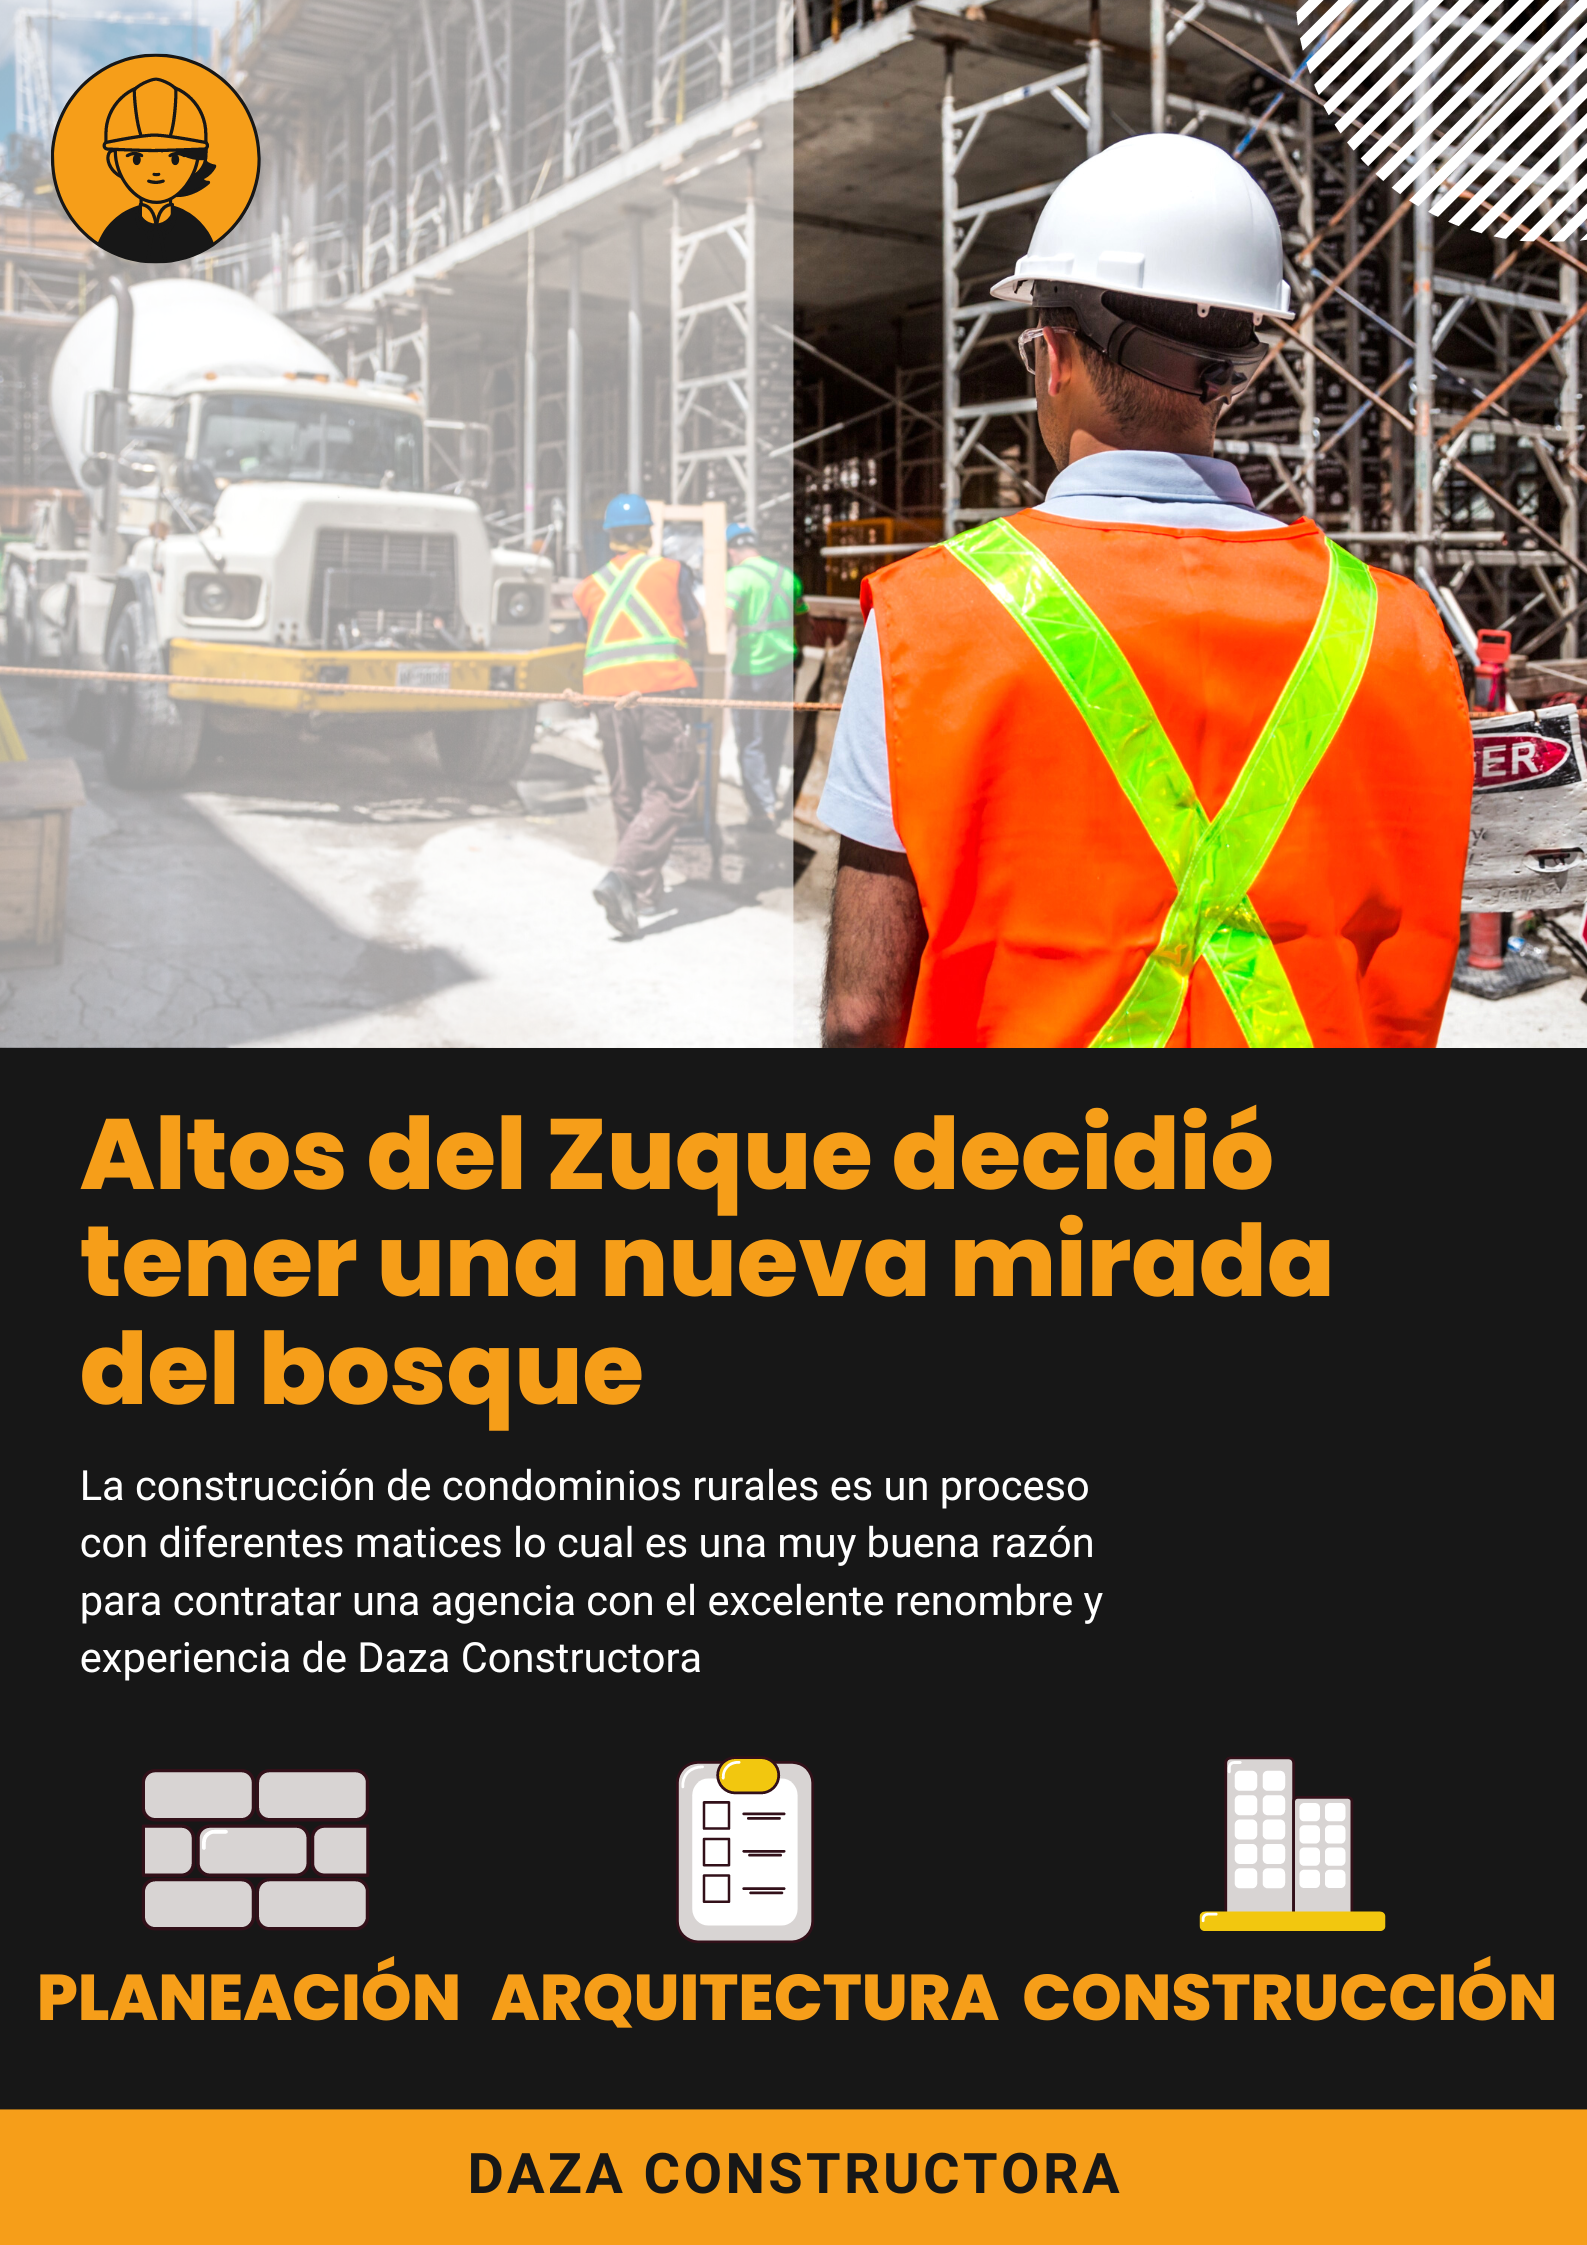 ER
Altos del Zuque decidió
tener una nueva mirada
del bosque
La construcción de condominios rurales es un proceso
con diferentes matices lo cual es una muy buena razón
para contratar una agencia con el excelente renombre y
experiencia de Daza Constructora
PLANEACIÓN ARQUITECTURA CONSTRUCCIÓN
DAZA CONSTRUCTORA